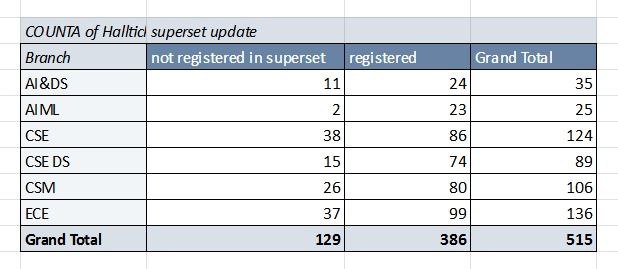 COUNTA of Halltic superset update
Branch not registered in superset registered Grand Total
AI&DS 11 24 35
AIML 2 23 25
CSE 38 86 124
CSE DS 15 74 89
CSM 26 80 106
ECE 37 99 136
Grand Total 129 386 515